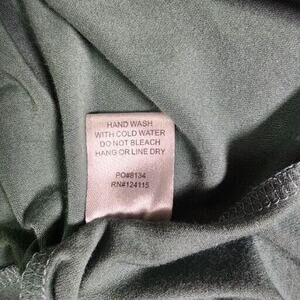 HAND WASH
WITH COLD WATER
DO NOT BLEACH
HANG OR LINE DRY
PO#8134
RN#124115